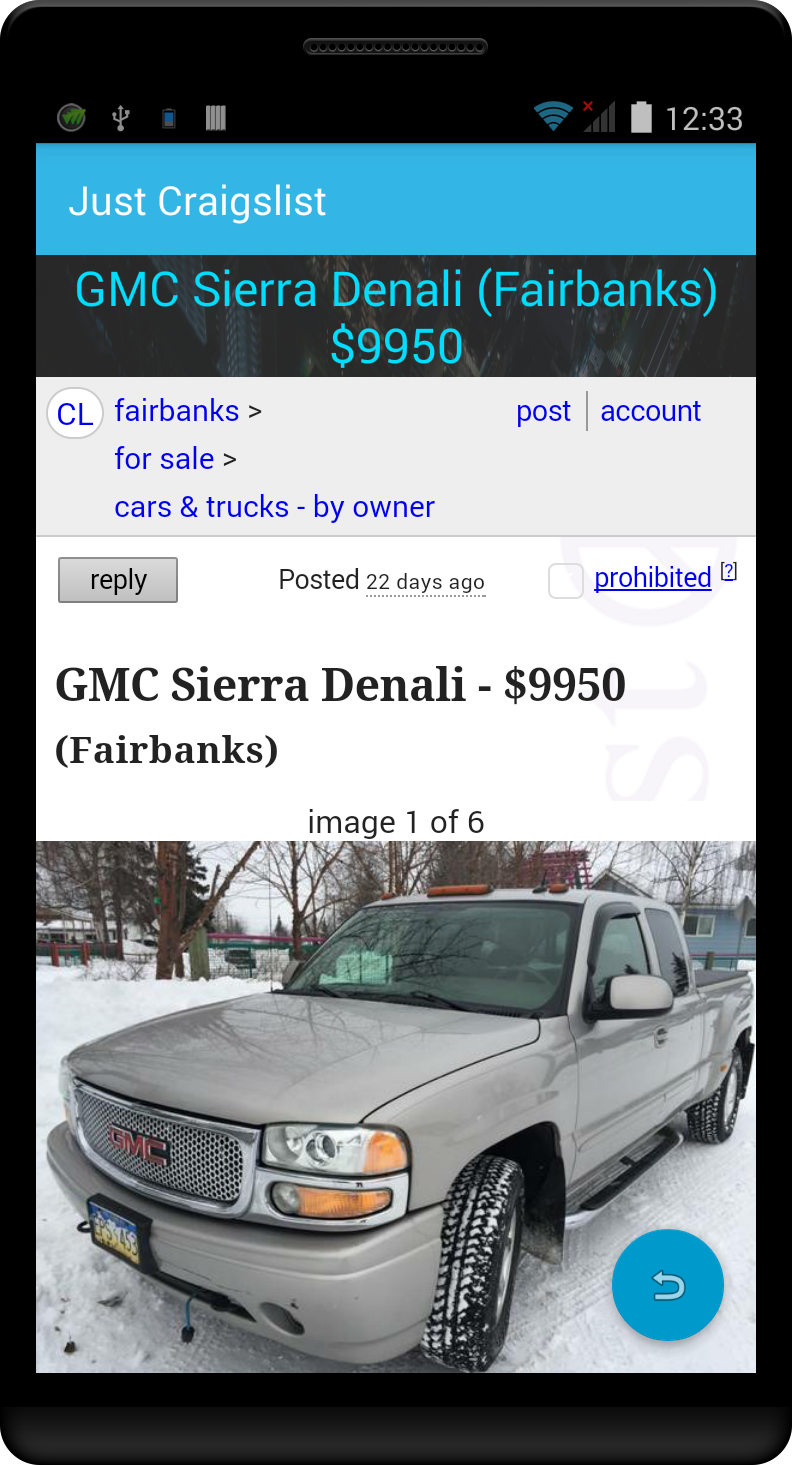 12:33
Just Craigslist
GMC Sierra Denali (Fairbanks)
$9950
CL fairbanks > post account
for sale >
cars & trucks - by owner
reply Posted 22 days ago prohibited [?]
GMC Sierra Denali - $9950
(Fairbanks)
image 1 of 6
GMC